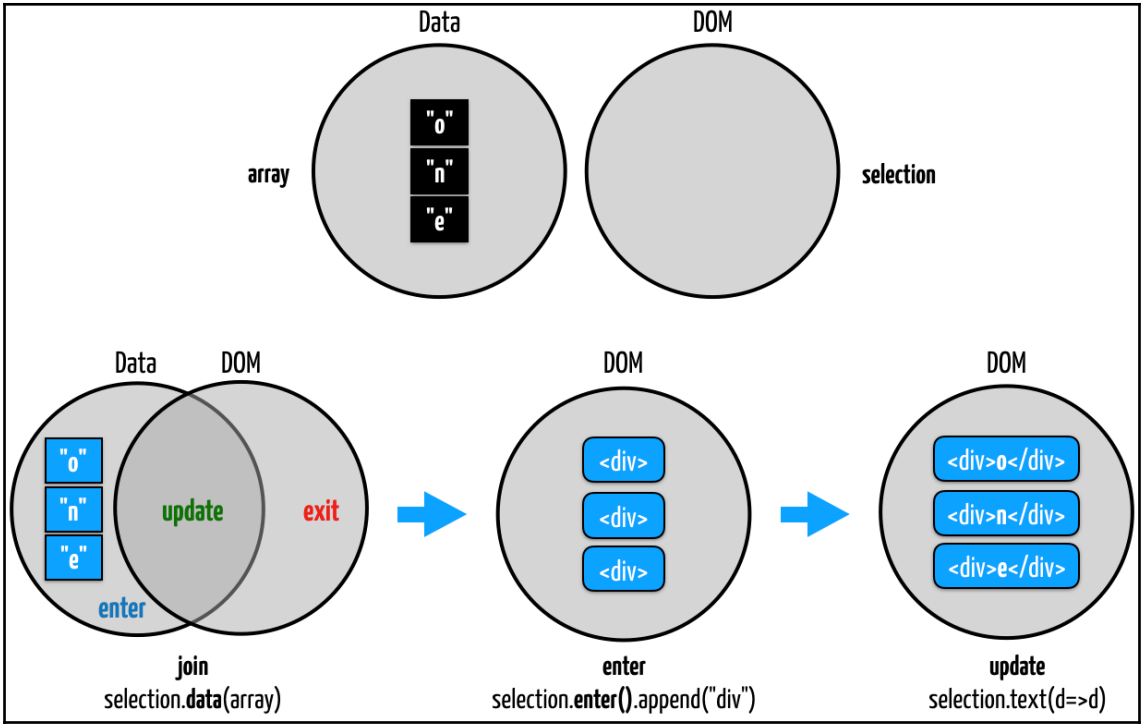 Data
DOM
"o"
"n"
"e"
array
selection
Data
DOM
"o"
"n"
"e"
update
exit
enter
join
selection.data(array)
DOM
<div>
<div>
<div>
enter
selection.enter().append("div")
DOM
<div>o</div>
<div>n</div>
<div>e</div>
update
selection.text(d=>d)